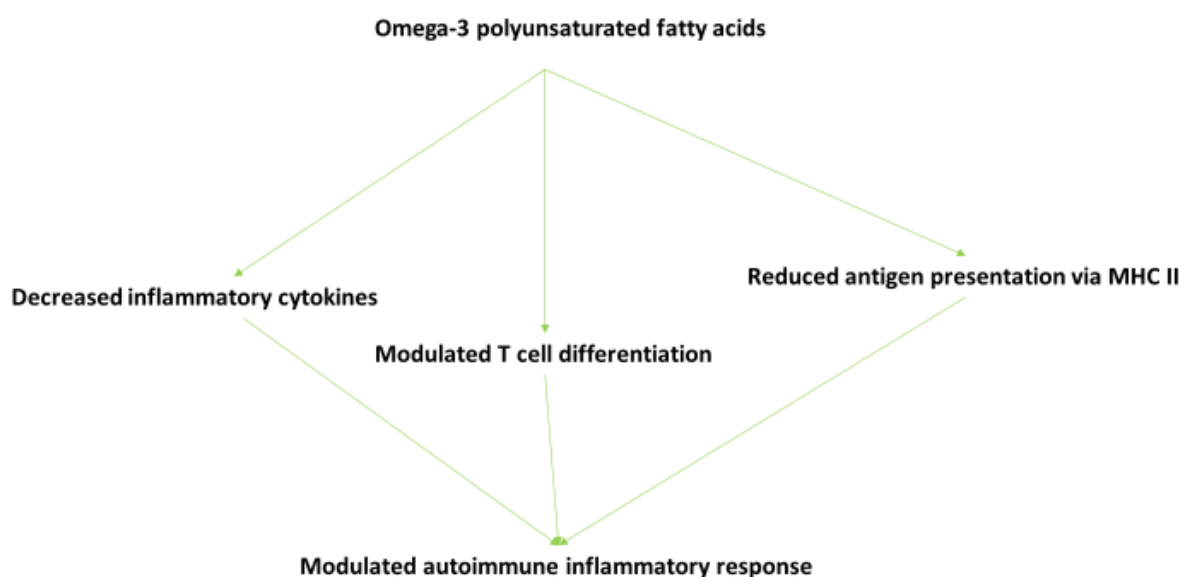 Omega-3 polyunsaturated fatty acids
Reduced antigen presentation via MHC II
Decreased inflammatory cytokines
Modulated T cell differentiation
Modulated autoimmune inflammatory response